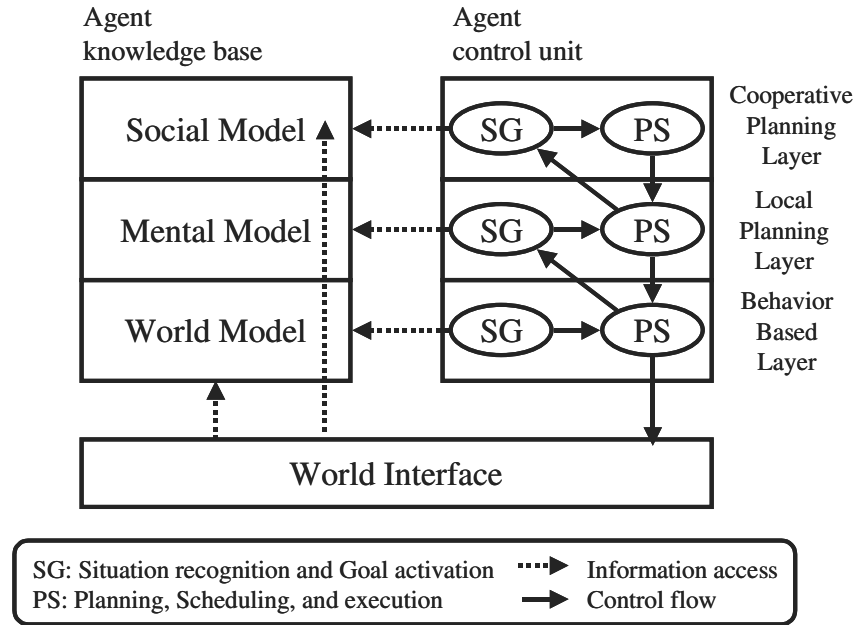 Agent
knowledge base
Agent
control unit
Social Model
SG
PS
Cooperative
Planning
Layer
Mental Model
SG
PS
Local
Planning
Layer
World Model
SG
PS
Behavior
Based
Layer
World Interface
SG: Situation recognition and Goal activation
Information access
PS: Planning, Scheduling, and execution
Control flow